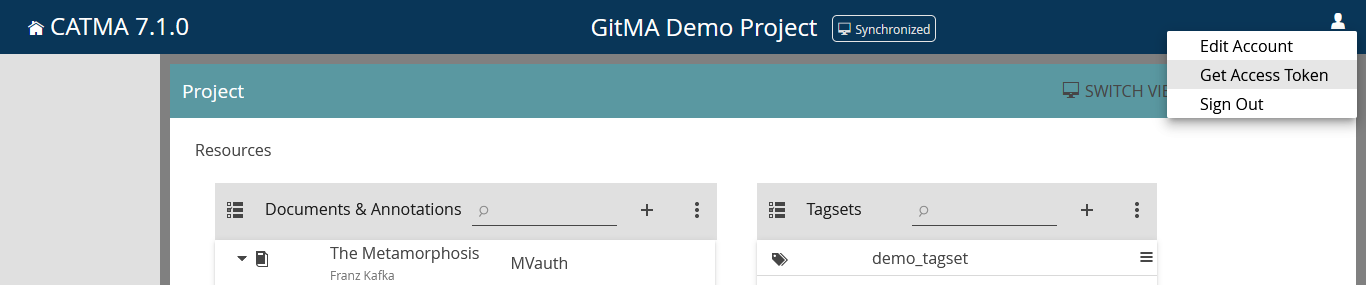 CATMA 7.1.0
GitMA Demo Project
Synchronized
Edit Account
Get Access Token
Sign Out
Project
SWITCH VIE
Resources
Documents & Annotations
Tagsets
The Metamorphosis
Franz Kafka
MVauth
demo_tagset